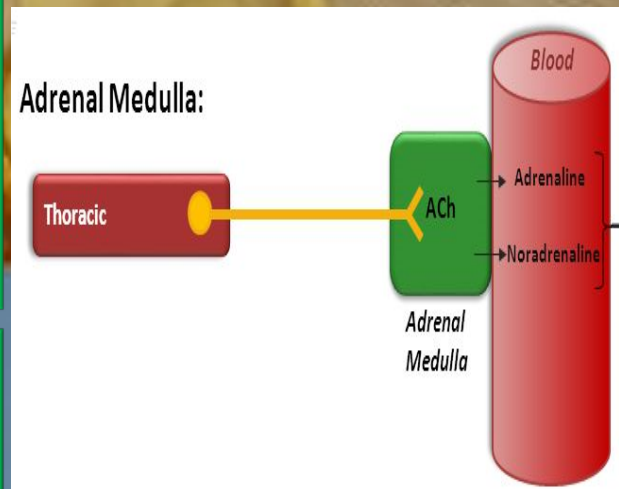 Blood
Adrenal Medulla:
Adrenaline
Thoracic
ACh
Noradrenaline
Adrenal
Medulla